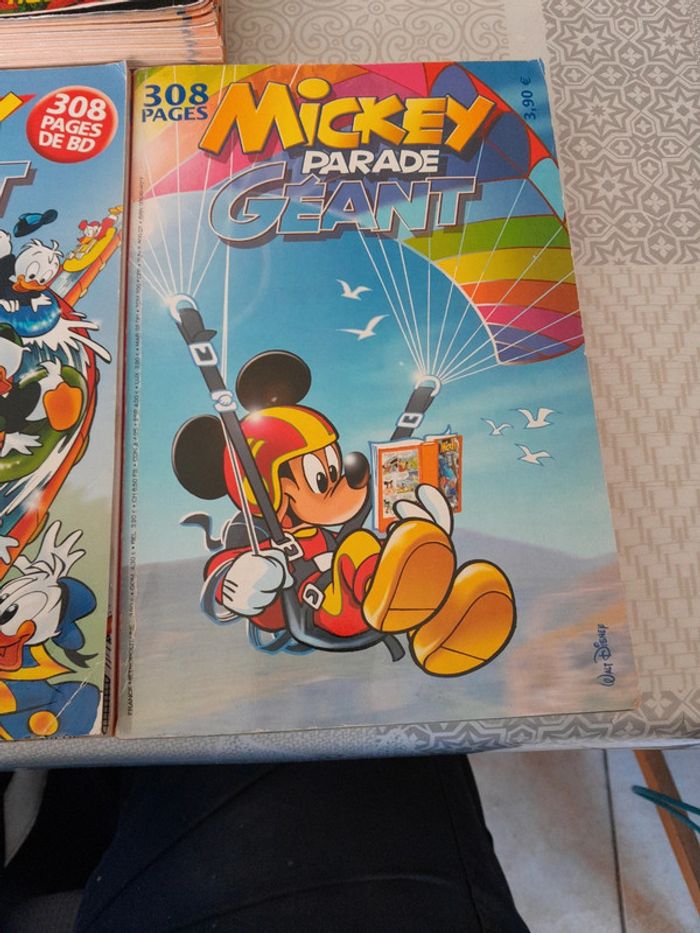 308
PAGES
DE BD
308
PAGES
MICKEY
PARADE
GÉANT
3,90 €
WALT DISNEY